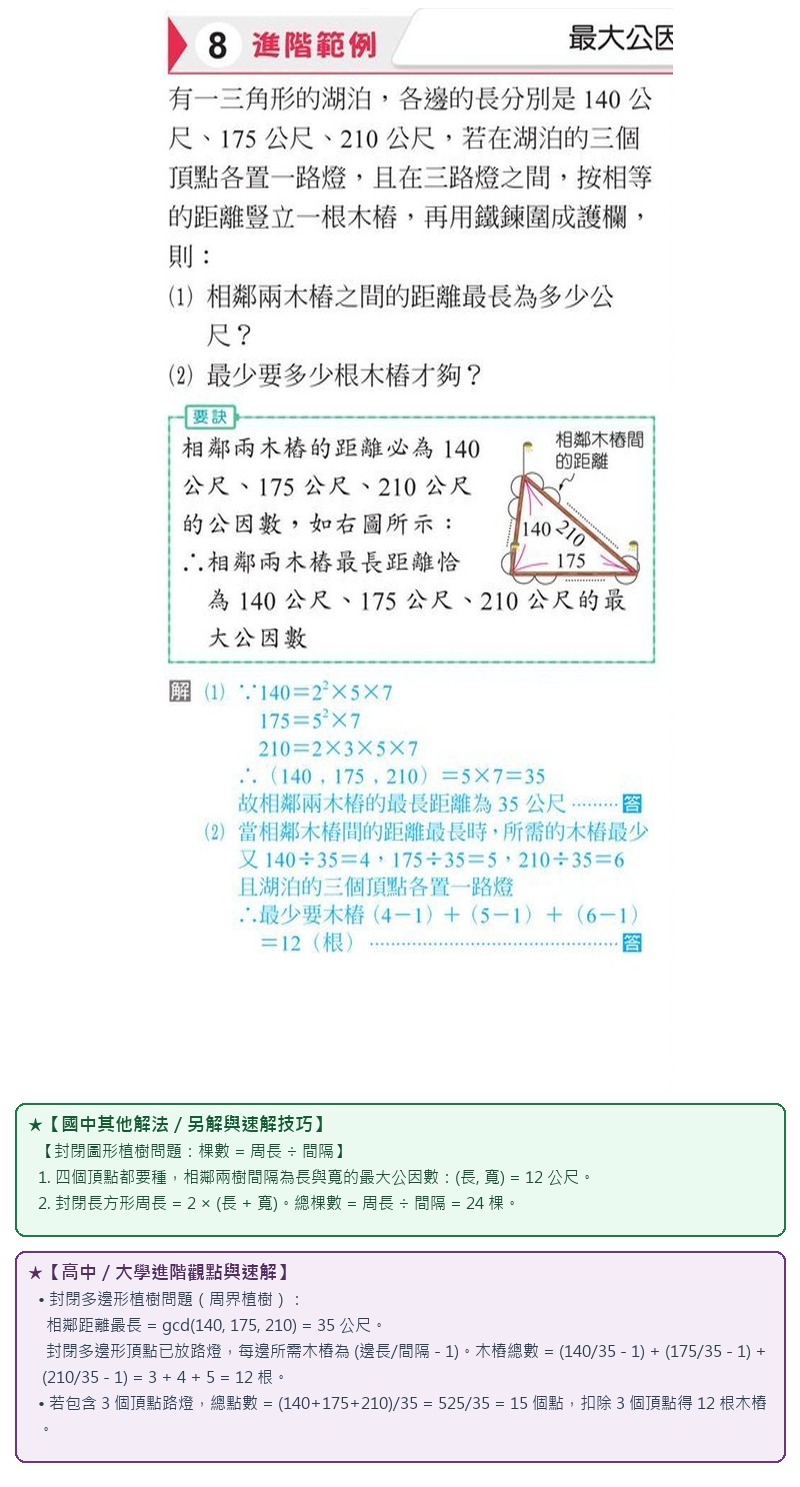 8 進階範例
最大公因
有一三角形的湖泊，各邊的長分別是 140 公
尺、175 公尺、210 公尺，若在湖泊的三個
頂點各置一路燈，且在三路燈之間，按相等
的距離豎立一根木樁，再用鐵鍊圍成護欄，
則：
⑴ 相鄰兩木樁之間的距離最長為多少公
尺？
⑵ 最少要多少根木樁才夠？
要訣
相鄰兩木樁的距離必為 140
公尺、175 公尺、210 公尺
的公因數，如右圖所示：
∴相鄰兩木樁最長距離恰
為 140 公尺、175 公尺、210 公尺的最
大公因數
相鄰木樁間
的距離
140
210
175
解 ⑴ ∵140＝2²×5×7
175＝5²×7
210＝2×3×5×7
∴（140，175，210）＝5×7＝35
故相鄰兩木樁的最長距離為 35 公尺 ········· 答
⑵ 當相鄰木樁間的距離最長時，所需的木樁最少
又 140÷35＝4，175÷35＝5，210÷35＝6
且湖泊的三個頂點各置一路燈
∴最少要木樁（4－1）＋（5－1）＋（6－1）
＝12（根） ·········································· 答
★【國中其他解法 / 另解與速解技巧】
【封閉圖形植樹問題：棵數 = 周長 ÷ 間隔】
1. 四個頂點都要種，相鄰兩樹間隔為長與寬的最大公因數：(長, 寬) = 12 公尺。
2. 封閉長方形周長 = 2 × (長 + 寬)。總棵數 = 周長 ÷ 間隔 = 24 棵。
★【高中 / 大學進階觀點與速解】
• 封閉多邊形植樹問題（周界植樹）：
相鄰距離最長 = gcd(140, 175, 210) = 35 公尺。
封閉多邊形頂點已放路燈，每邊所需木樁為 (邊長/間隔 - 1)。木樁總數 = (140/35 - 1) + (175/35 - 1) +
(210/35 - 1) = 3 + 4 + 5 = 12 根。
• 若包含 3 個頂點路燈，總點數 = (140+175+210)/35 = 525/35 = 15 個點，扣除 3 個頂點得 12 根木樁
。